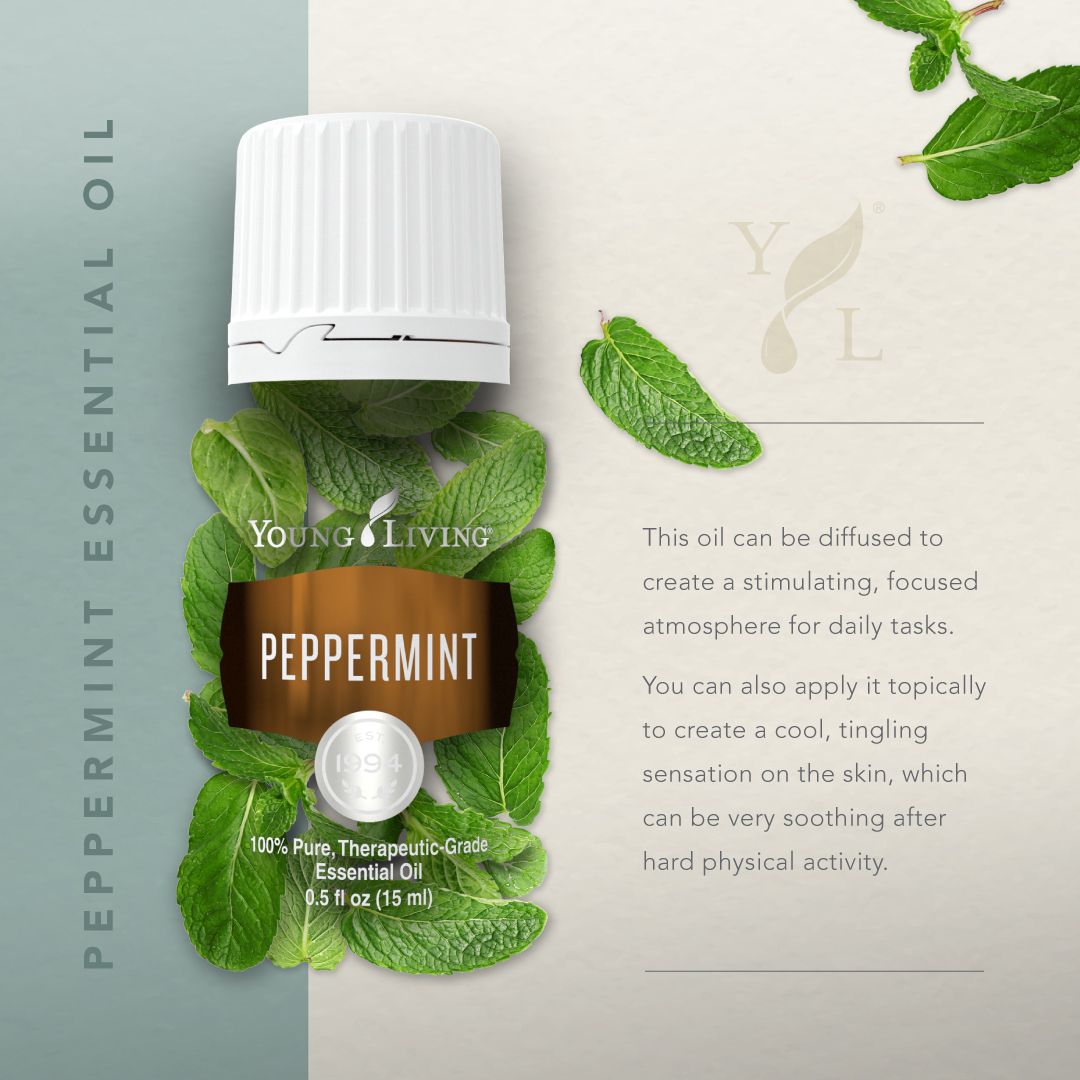 PEPPERMINT ESSENTIAL OIL
YOUNG LIVING®
PEPPERMINT
EST
1994
100% Pure, Therapeutic-Grade
Essential Oil
0.5 fl oz (15 ml)
Y L ®
This oil can be diffused to
create a stimulating, focused
atmosphere for daily tasks.
You can also apply it topically
to create a cool, tingling
sensation on the skin, which
can be very soothing after
hard physical activity.